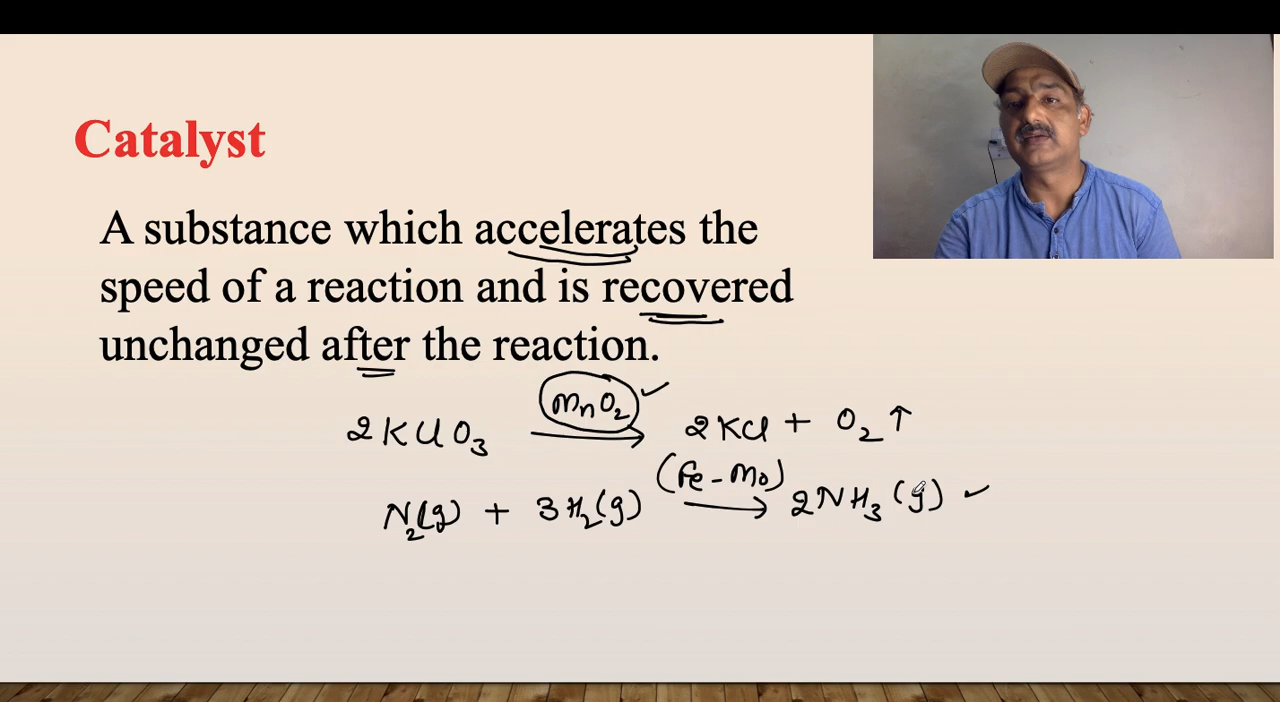 Catalyst
A substance which accelerates the
speed of a reaction and is recovered
unchanged after the reaction.
2KClO₃ →(MnO₂) ✓ 2KCl + O₂ ↑
N₂(g) + 3H₂(g) →(Fe-Mo) 2NH₃(g) ✓